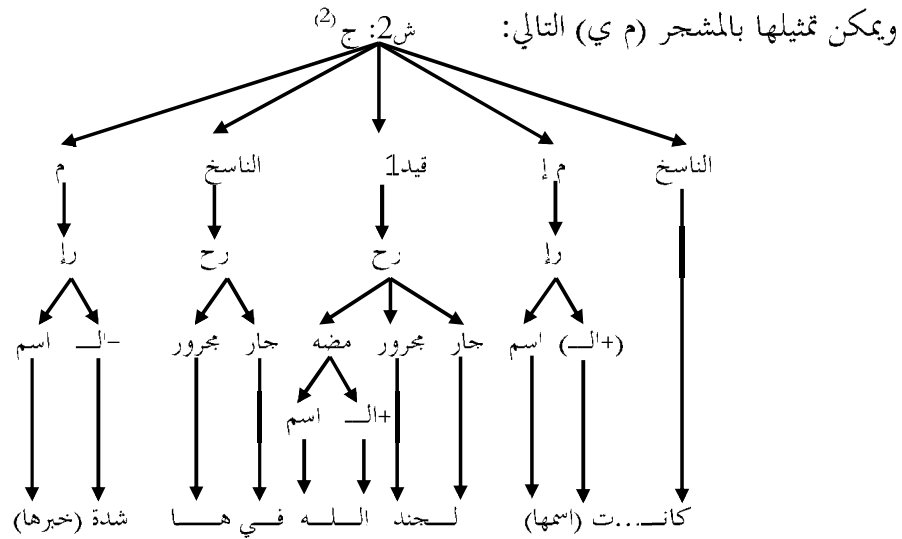 ويمكن تمثيلها بالمشجر (م ي) التالي:
ش2: ج(2)
الناسخ م إ قيد1 الناسخ م
رإ رح رح رإ
(+الـ) اسم جار مجرور مضه جار مجرور –الـ اسم
+الـ اسم
كانـ...ت (اسمها) لـجند اللـه فـي هـا شدة (خبرها)